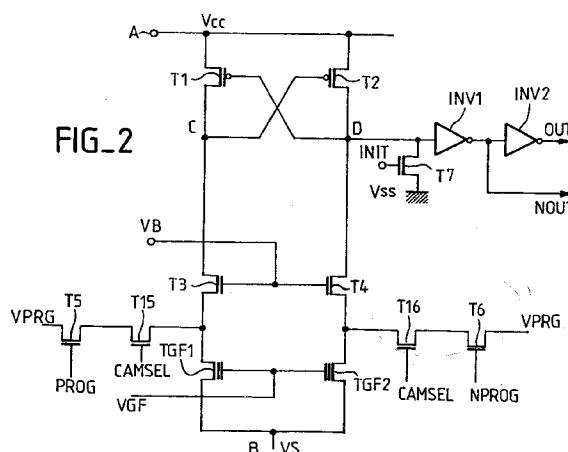 A Vcc
T1 T2
INV1 INV2
C D OUT
FIG_2
INIT T7
Vss
NOUT
VB
T3 T4
T5 T15 T16 T6
VPRG VPRG
TGF1 TGF2
PROG CAMSEL CAMSEL NPROG
VGF
B VS